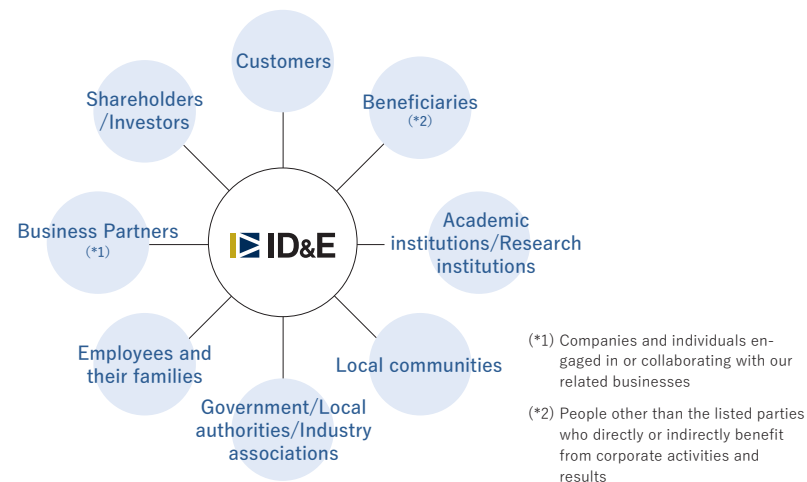 Customers
Shareholders
/Investors
Beneficiaries
(*2)
Business Partners
(*1)
ID&E
Academic
institutions/Research
institutions
Employees and
their families
Local communities
Government/Local
authorities/Industry
associations
(*1) Companies and individuals en-
gaged in or collaborating with our
related businesses
(*2) People other than the listed parties
who directly or indirectly benefit
from corporate activities and
results